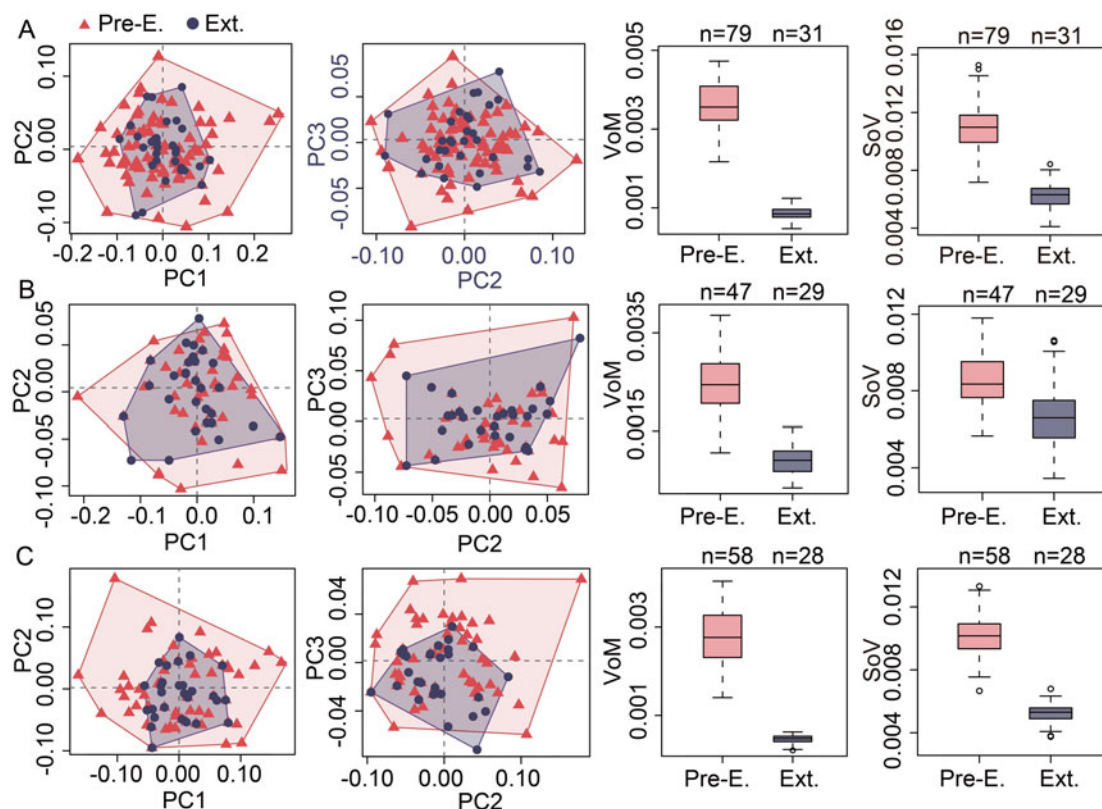 A Pre-E. Ext.
PC2
0.10
0.00
-0.10
-0.2 -0.1 0.0 0.1 0.2
PC1
PC3
0.05
0.00
-0.05
-0.10 0.00 0.10
PC2
n=79 n=31
VoM
0.005
0.003
0.001
Pre-E. Ext.
n=79 n=31
SoV
0.016
0.012
0.008
0.004
Pre-E. Ext.
B
PC2
0.05
0.00
-0.05
-0.10
-0.2 -0.1 0.0 0.1
PC1
PC3
0.10
0.05
0.00
-0.05
-0.10 -0.05 0.00 0.05
PC2
n=47 n=29
VoM
0.0035
0.0015
Pre-E. Ext.
n=47 n=29
SoV
0.012
0.008
0.004
Pre-E. Ext.
C
PC2
0.10
0.00
-0.10
-0.10 0.00 0.10
PC1
PC3
0.04
0.00
-0.04
-0.10 0.00 0.10
PC2
n=58 n=28
VoM
0.003
0.001
Pre-E. Ext.
n=58 n=28
SoV
0.012
0.008
0.004
Pre-E. Ext.